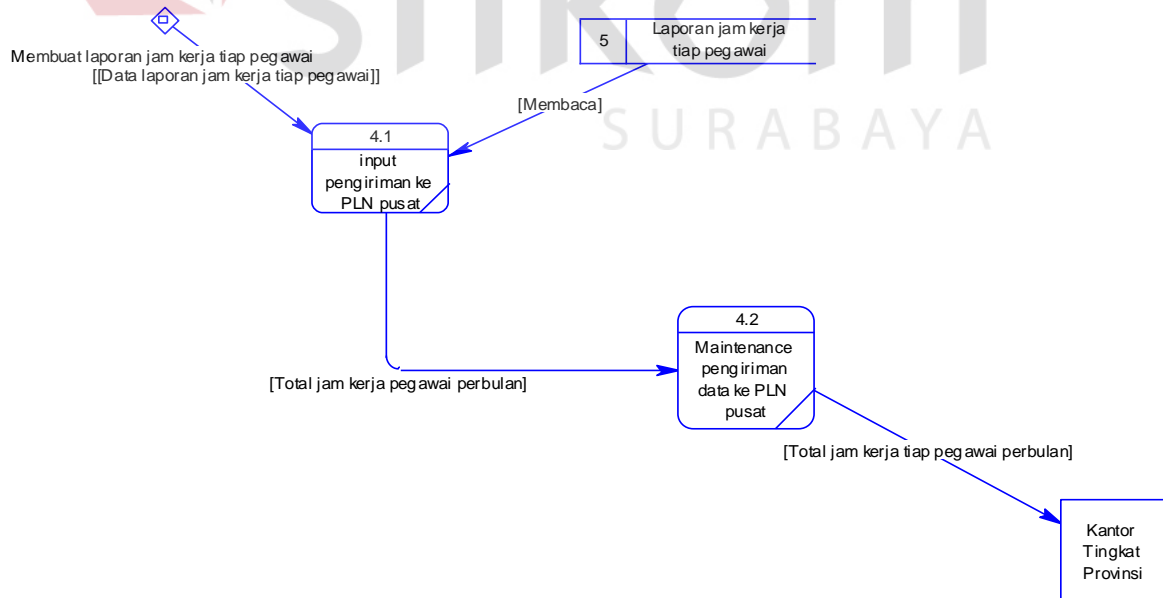 stikom
SURABAYA
Membuat laporan jam kerja tiap pegawai
[[Data laporan jam kerja tiap pegawai]]
5
Laporan jam kerja
tiap pegawai
[Membaca]
4.1
input
pengiriman ke
PLN pusat
4.2
Maintenance
pengiriman
data ke PLN
pusat
[Total jam kerja pegawai perbulan]
[Total jam kerja tiap pegawai perbulan]
Kantor
Tingkat
Provinsi